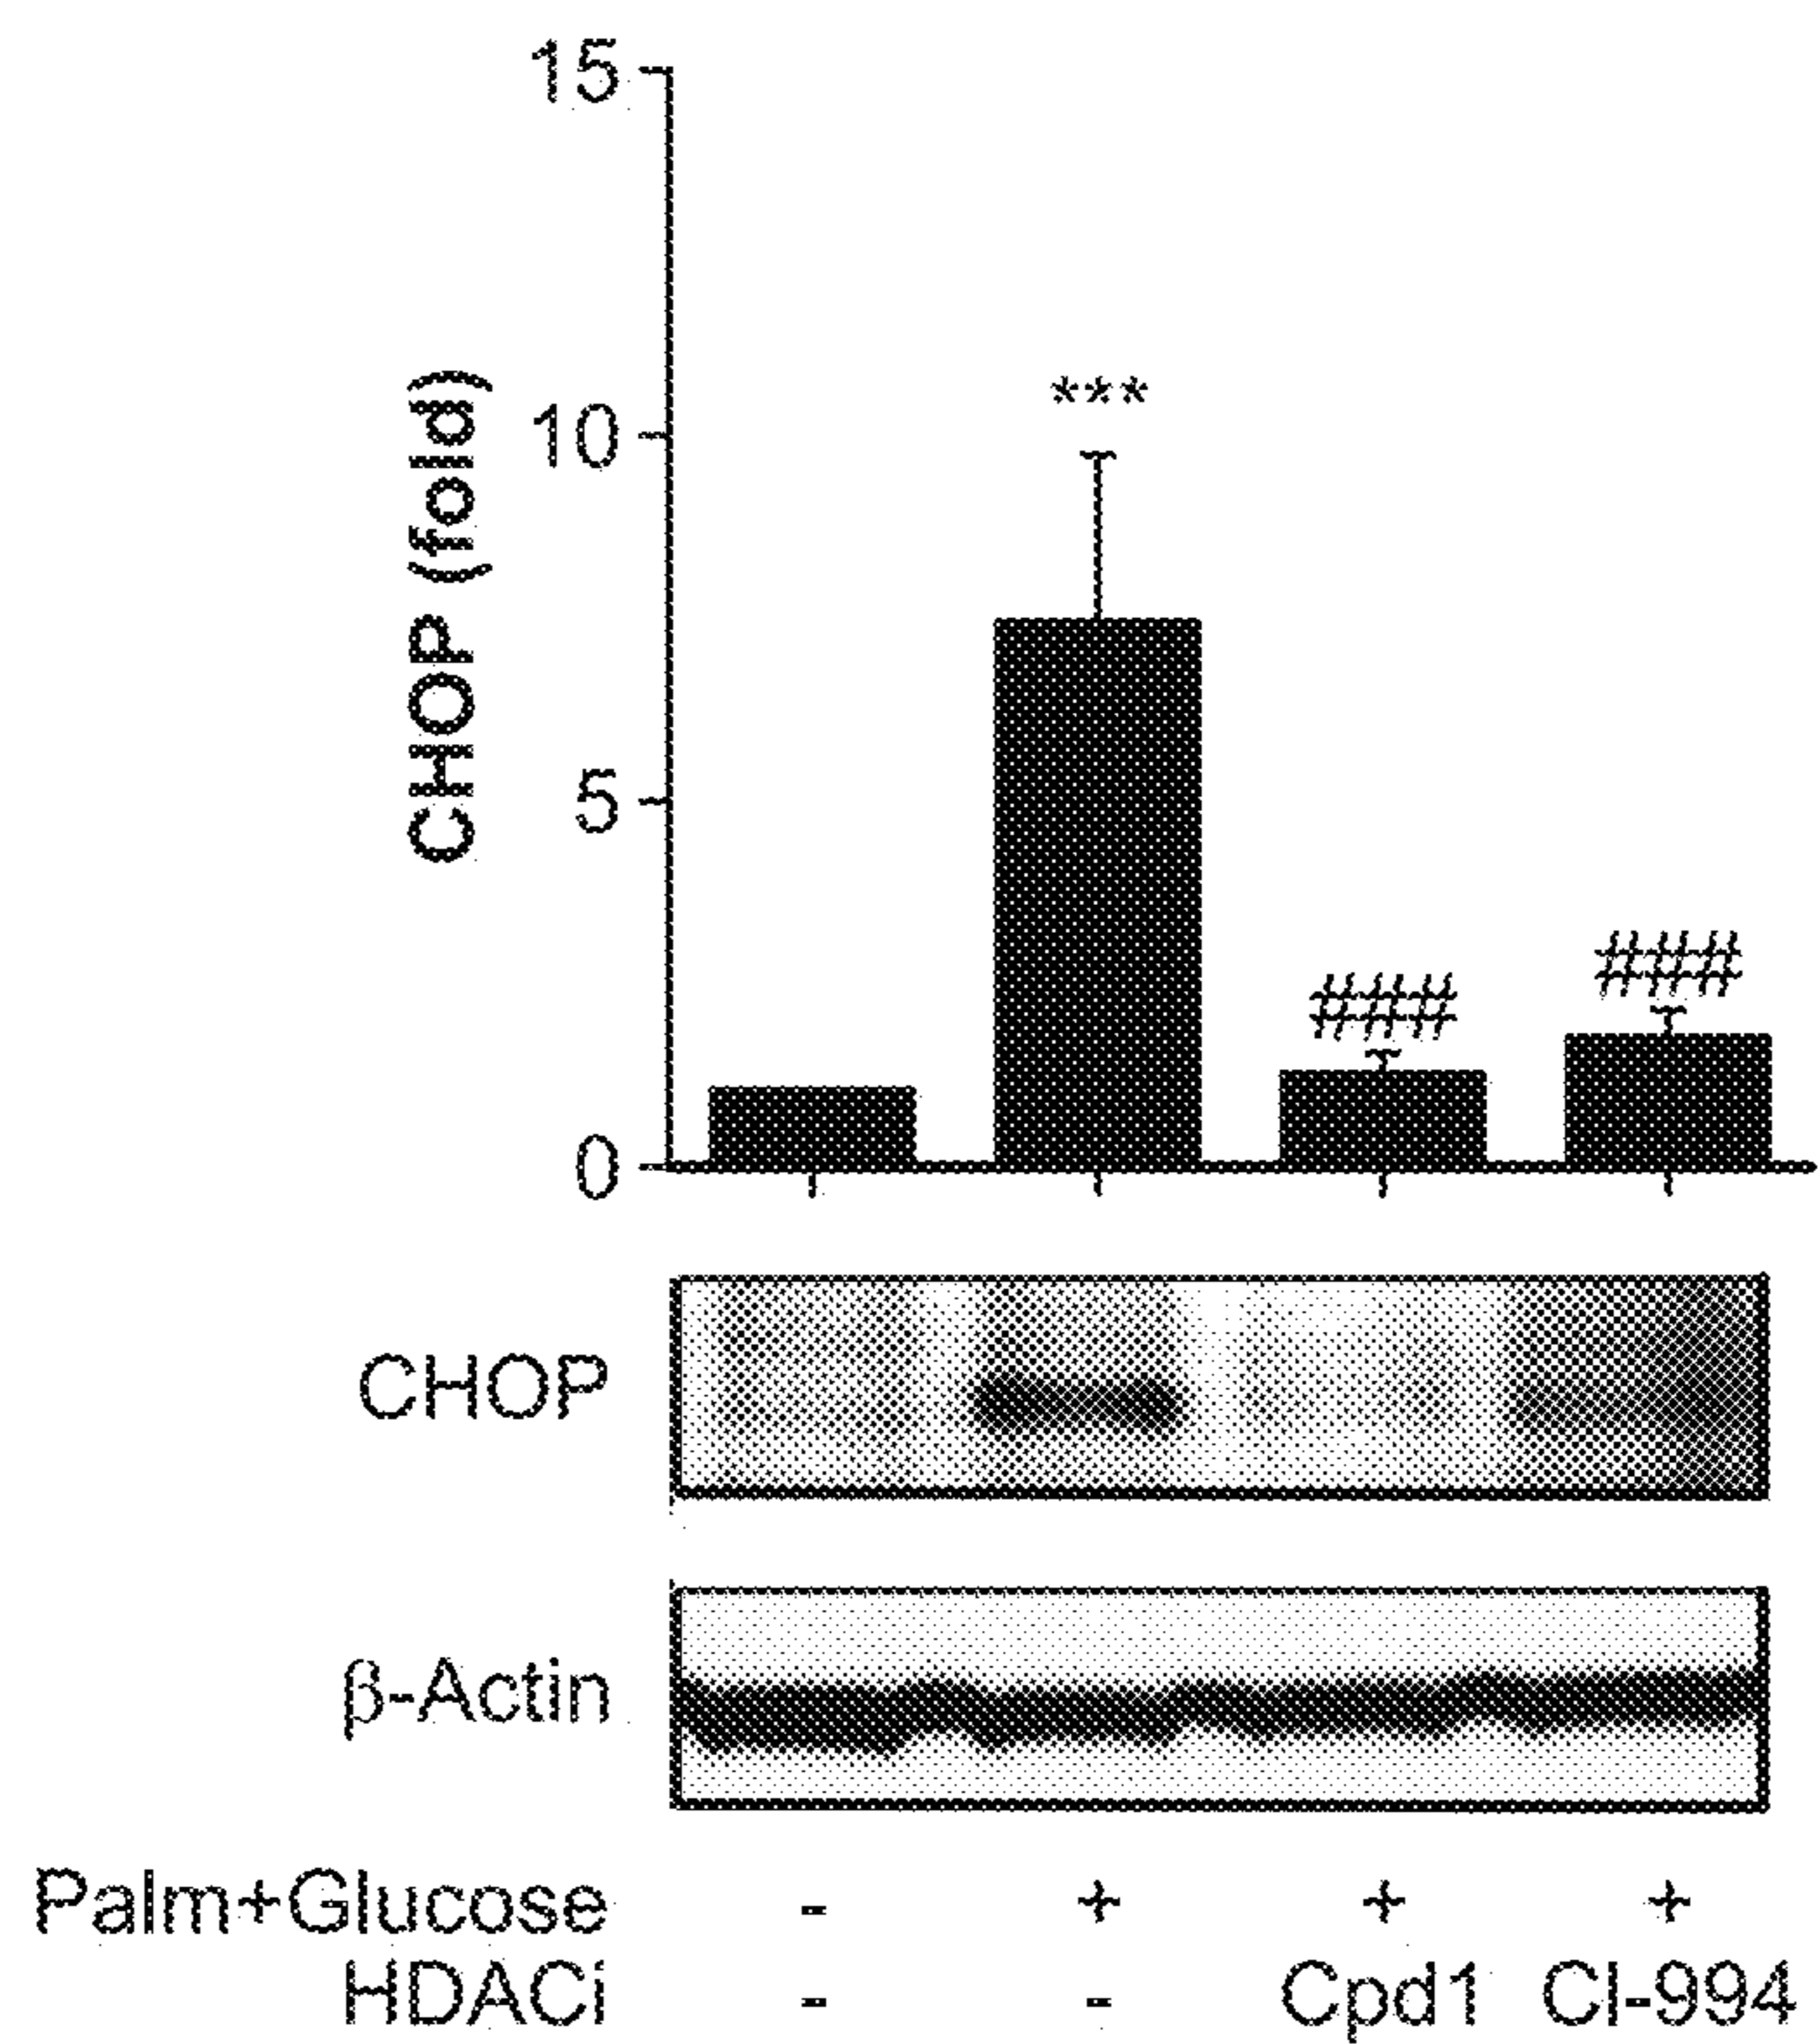 15
CHOP (fold)
10
***
5
###
###
0
CHOP
β-Actin
Palm+Glucose - + + +
HDACi - - Cpd1 CI-994